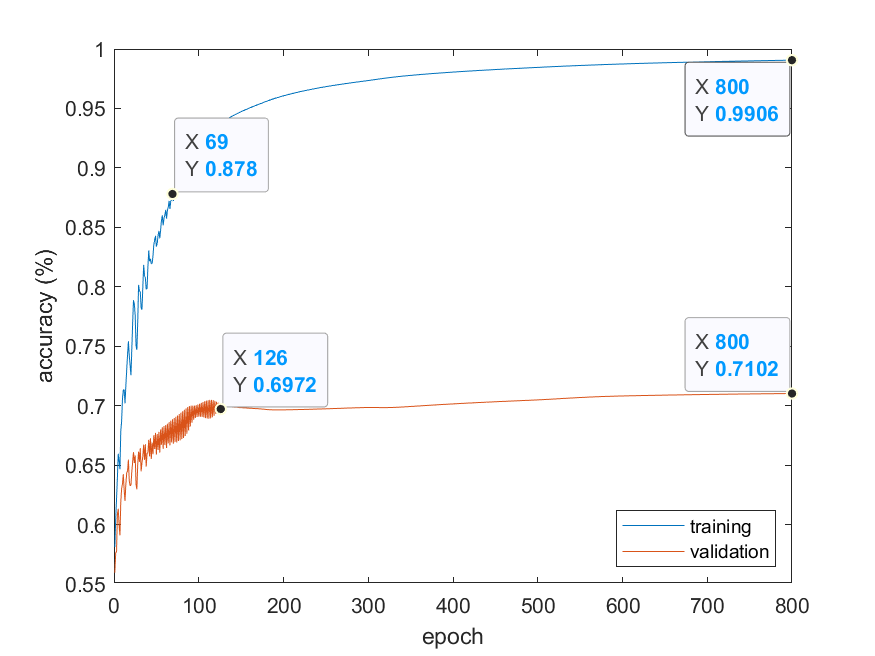 1
0.95
0.9
0.85
0.8
0.75
0.7
0.65
0.6
0.55
accuracy (%)
X 69
Y 0.878
X 800
Y 0.9906
X 126
Y 0.6972
X 800
Y 0.7102
training
validation
0 100 200 300 400 500 600 700 800
epoch